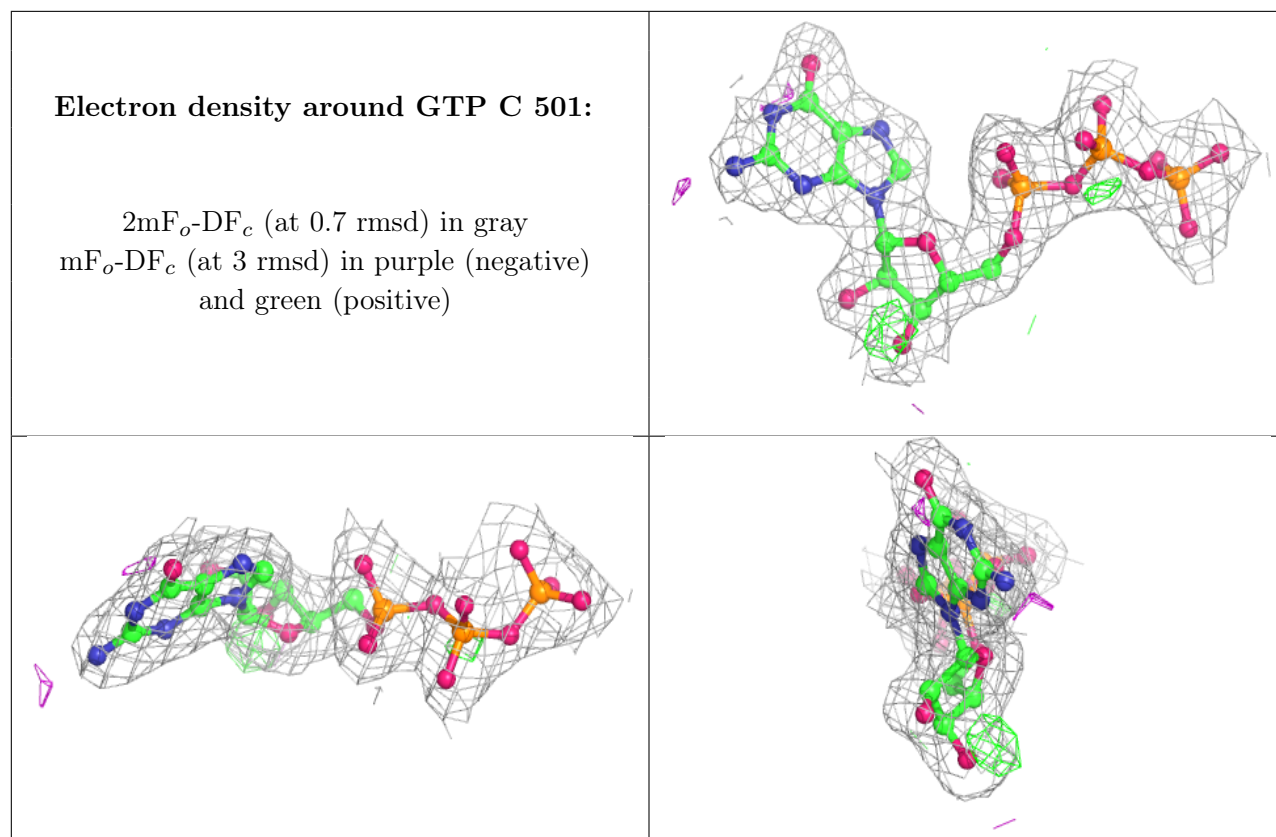 Electron density around GTP C 501:
2mFo-DFc (at 0.7 rmsd) in gray
mFo-DFc (at 3 rmsd) in purple (negative)
and green (positive)